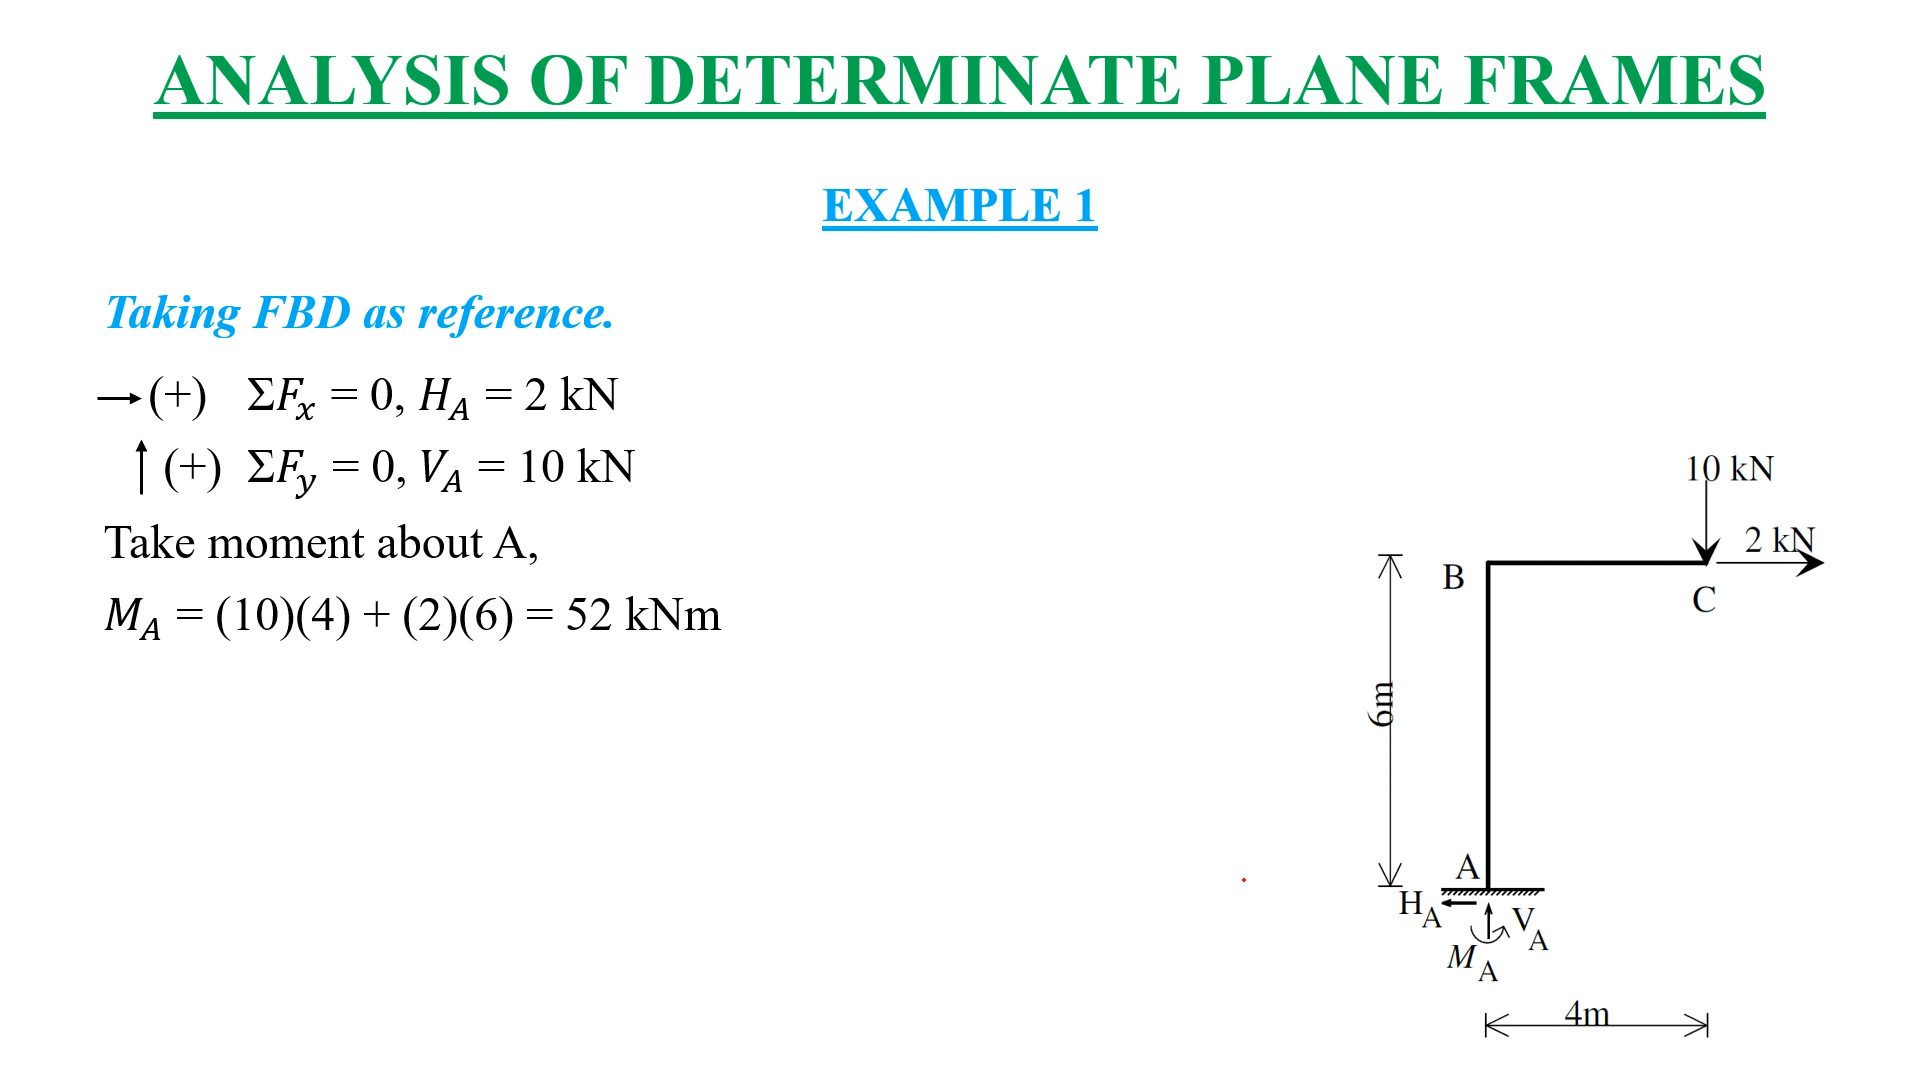 ANALYSIS OF DETERMINATE PLANE FRAMES
EXAMPLE 1
Taking FBD as reference.
→(+) ΣFₓ = 0, H_A = 2 kN
↑(+) ΣF_y = 0, V_A = 10 kN
Take moment about A,
M_A = (10)(4) + (2)(6) = 52 kNm
10 kN
2 kN
B
C
6m
A
H_A
V_A
M_A
4m